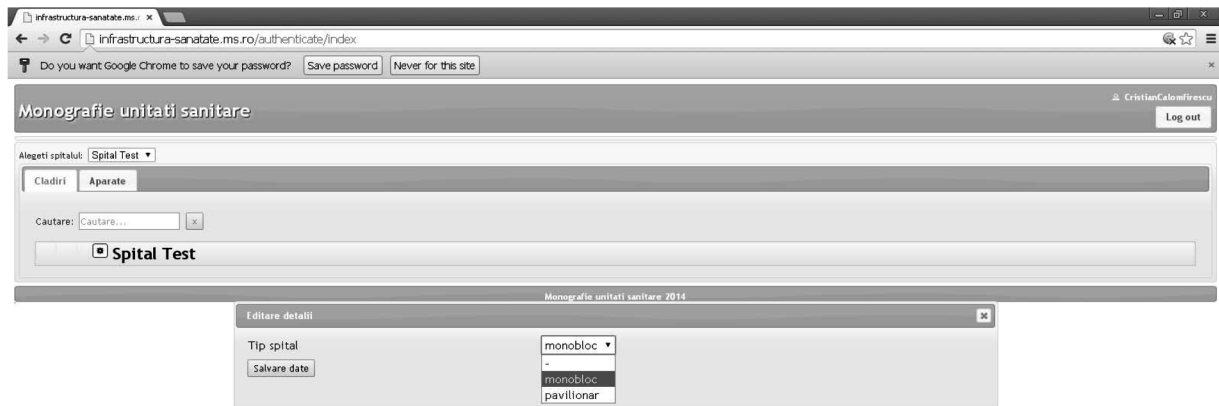 infrastructura-sanatate.ms.r
infrastructura-sanatate.ms.ro/authenticate/index
Do you want Google Chrome to save your password? Save password Never for this site
CristianCalomfirescu
Monografie unitati sanitare
Log out
Alegeti spitalul: Spital Test
Cladiri Aparate
Cautare: Cautare... x
Spital Test
Monografie unitati sanitare 2014
Editare detalii
Tip spital monobloc
-
Salvare date
monobloc
pavilionar